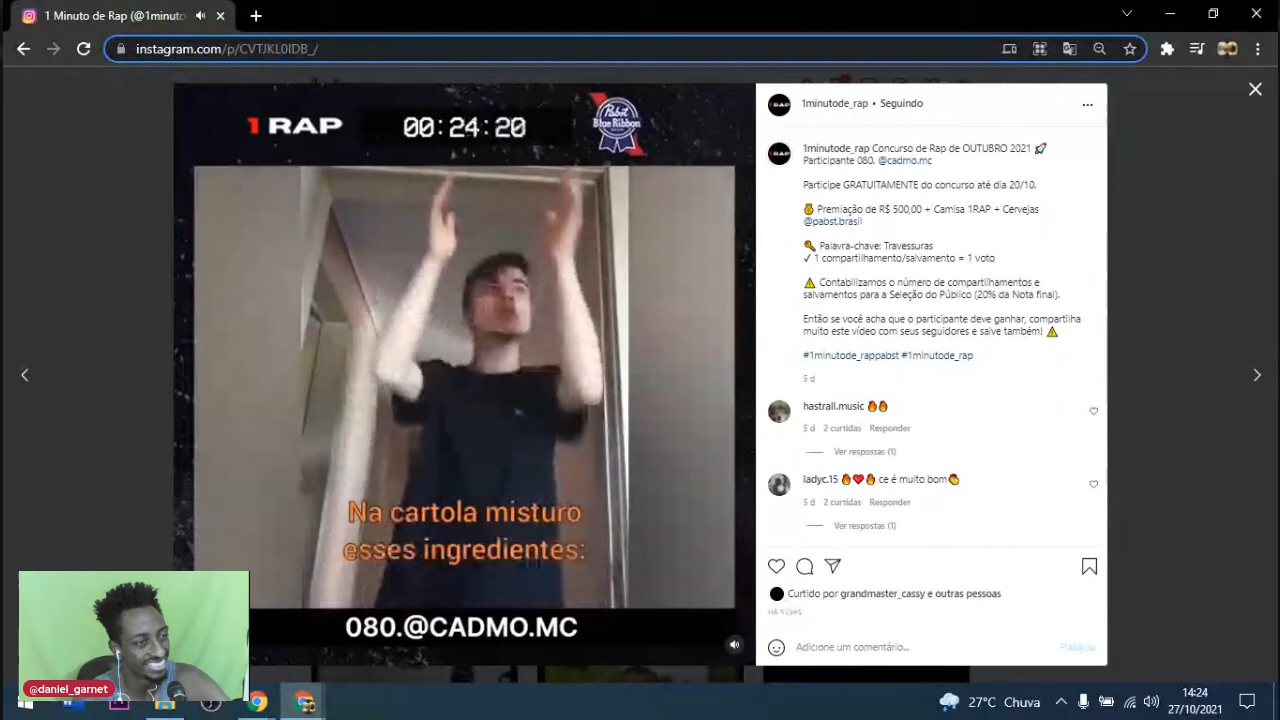 1 Minuto de Rap (@1minuto
instagram.com/p/CVTJKL0IDB_/
1 RAP
00:24:20
Pabst
Blue Ribbon
Na cartola misturo
esses ingredientes:
080.@CADMO.MC
1minutode_rap • Seguindo
1minutode_rap Concurso de Rap de OUTUBRO 2021 🚀
Participante 080. @cadmo.mc
Participe GRATUITAMENTE do concurso até dia 20/10.
💰 Premiação de R$ 500,00 + Camisa 1RAP + Cervejas
@pabst.brasil
🔑 Palavra-chave: Travessuras
✓ 1 compartilhamento/salvamento = 1 voto
⚠️ Contabilizamos o número de compartilhamentos e
salvamentos para a Seleção do Público (20% da Nota final).
Então se você acha que o participante deve ganhar, compartilha
muito este vídeo com seus seguidores e salve também! ⚠️
#1minutode_rappabst #1minutode_rap
5 d
hastrall.music 🔥🔥
5 d 2 curtidas Responder
Ver respostas (1)
ladyc.15 🔥❤️🔥 ce é muito bom👏
5 d 2 curtidas Responder
Ver respostas (1)
Curtido por grandmaster_cassy e outras pessoas
Adicione um comentário...
Publicar
@daniel_garnet
27°C Chuva
14:24
27/10/2021